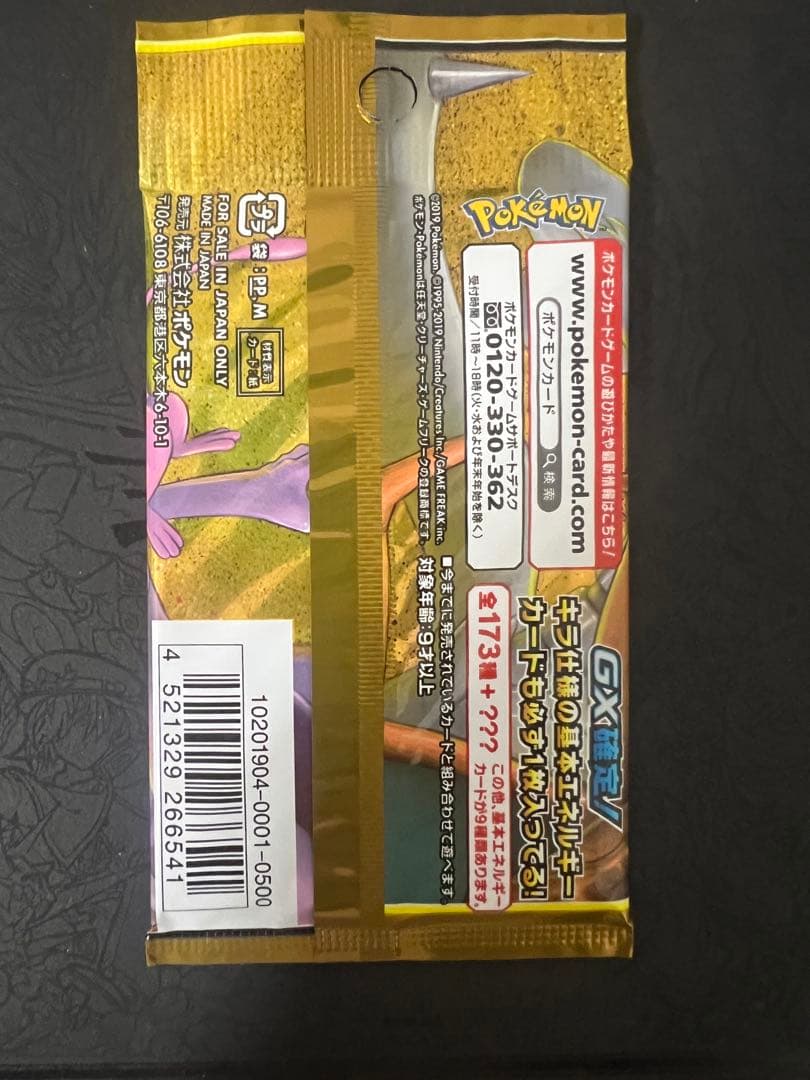 ポケモンカードゲームの遊びかたや最新情報はこちら!
www.pokemon-card.com
ポケモンカード 検索
POKéMON
ポケモンカードゲームサポートデスク
0120-330-362
受付時間/11時~18時(火・水および年末年始を除く)
©2019 Pokémon. ©1995-2019 Nintendo/Creatures Inc./GAME FREAK inc.
ポケモン・Pokémonは任天堂・クリーチャーズ・ゲームフリークの登録商標です。
GX確定!
キラ仕様の基本エネルギー
カードも必ず1枚入ってる!
全173種+???
この他、基本エネルギー
カードが9種類あります。
■今までに発売されているカードと組み合わせて遊べます。
対象年齢:9才以上
プラ
袋:PP, M
材質表示
カード:紙
FOR SALE IN JAPAN ONLY
MADE IN JAPAN
発売元 株式会社ポケモン
〒106-6108 東京都港区六本木6-10-1
10201904-0001-0500
4 521329 266541